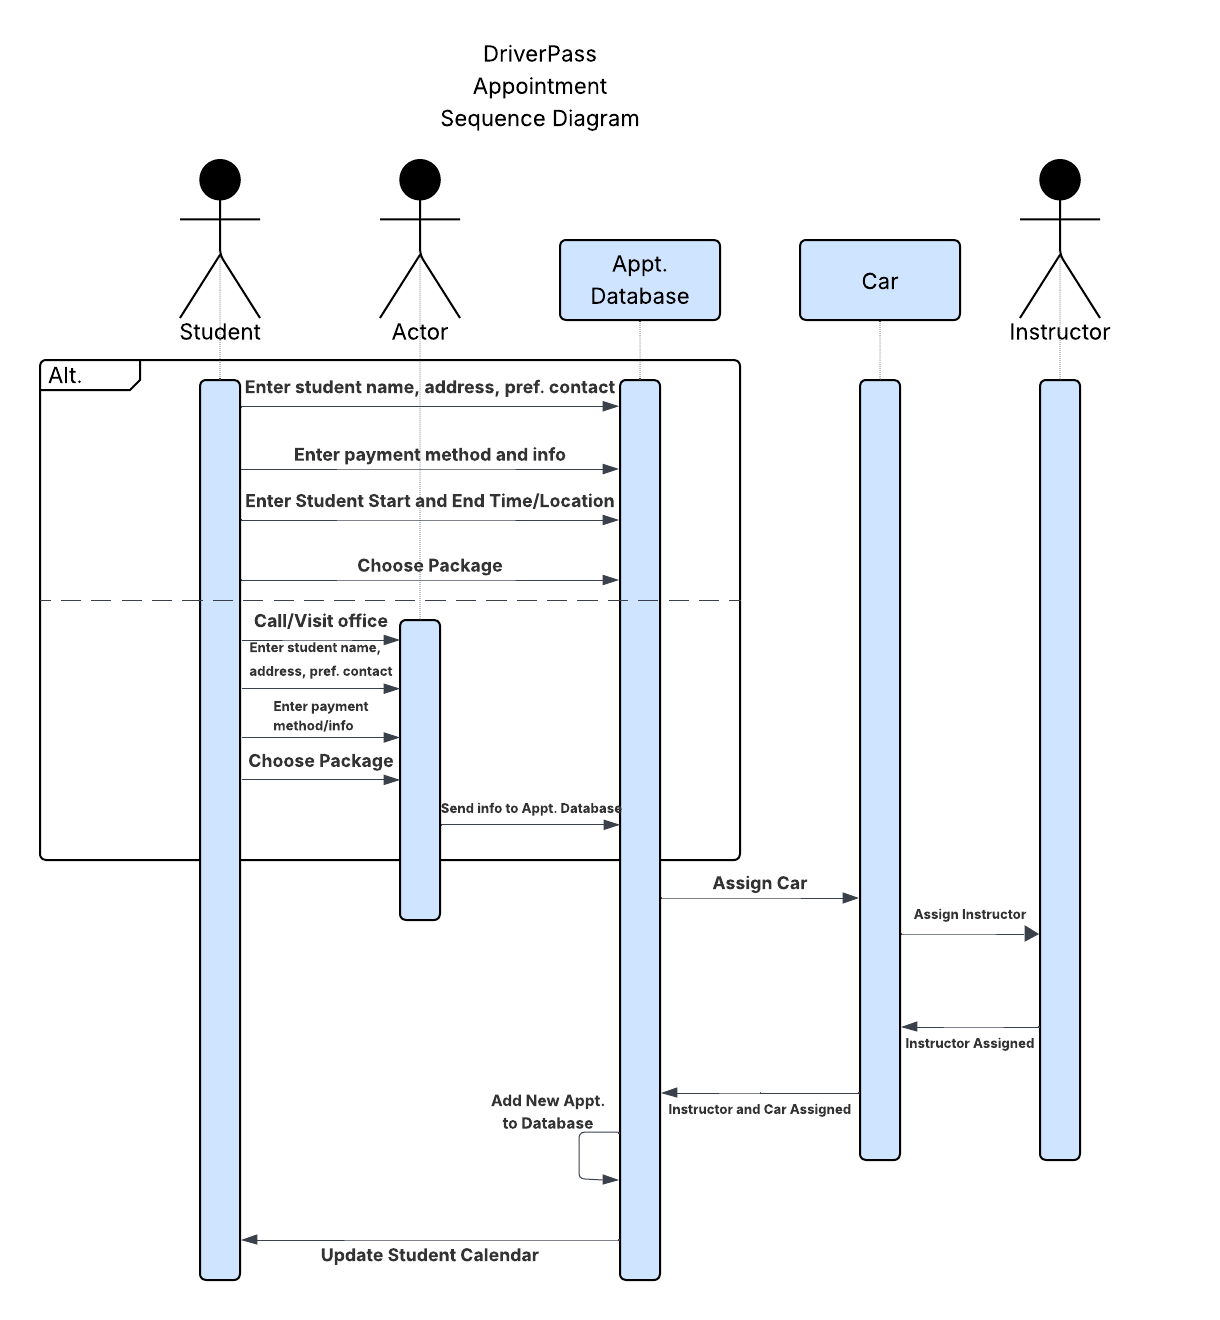 DriverPass
Appointment
Sequence Diagram
Student
Actor
Appt.
Database
Car
Instructor
Alt.
Enter student name, address, pref. contact
Enter payment method and info
Enter Student Start and End Time/Location
Choose Package
Call/Visit office
Enter student name,
address, pref. contact
Enter payment
method/info
Choose Package
Send info to Appt. Database
Assign Car
Assign Instructor
Instructor Assigned
Instructor and Car Assigned
Add New Appt.
to Database
Update Student Calendar